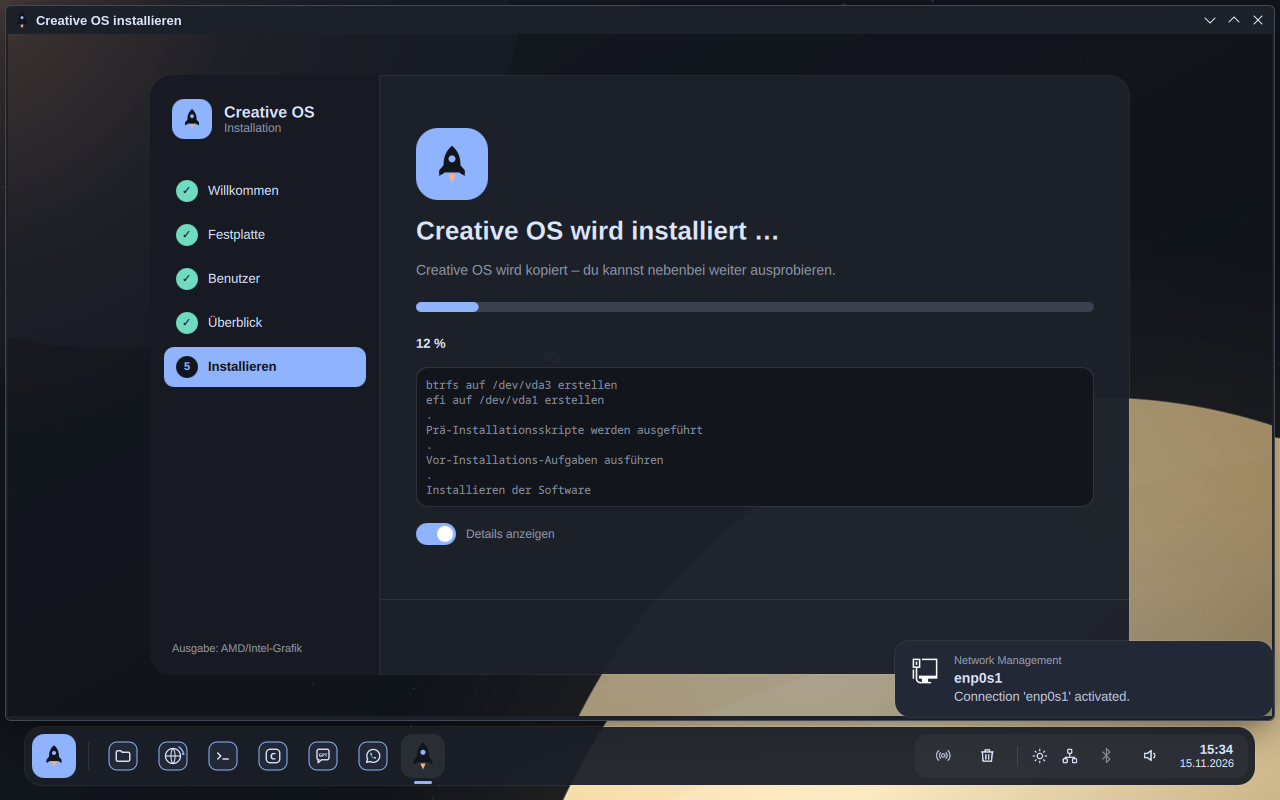 Creative OS installieren
Creative OS
Installation
✓ Willkommen
✓ Festplatte
✓ Benutzer
✓ Überblick
5 Installieren
Ausgabe: AMD/Intel-Grafik
Creative OS wird installiert …
Creative OS wird kopiert – du kannst nebenbei weiter ausprobieren.
12 %
btrfs auf /dev/vda3 erstellen
efi auf /dev/vda1 erstellen
.
Prä-Installationsskripte werden ausgeführt
.
Vor-Installations-Aufgaben ausführen
.
Installieren der Software
Details anzeigen
Network Management
enp0s1
Connection 'enp0s1' activated.
C
GPT
15:34
15.11.2026